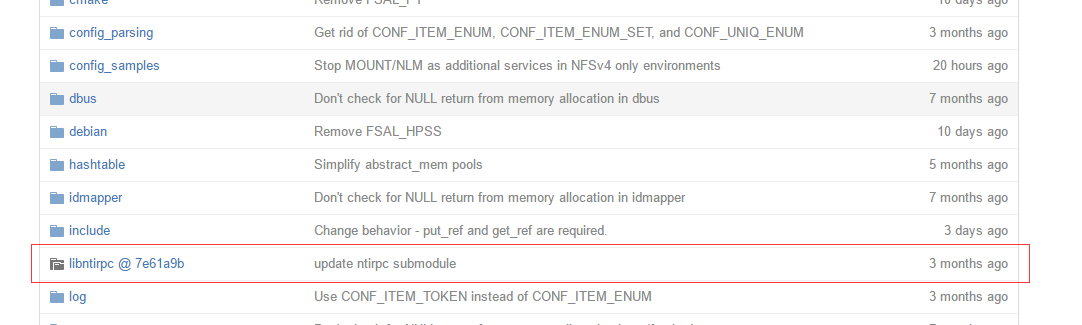 cmake Remove FSAL_PT 10 days ago
config_parsing Get rid of CONF_ITEM_ENUM, CONF_ITEM_ENUM_SET, and CONF_UNIQ_ENUM 3 months ago
config_samples Stop MOUNT/NLM as additional services in NFSv4 only environments 20 hours ago
dbus Don't check for NULL return from memory allocation in dbus 7 months ago
debian Remove FSAL_HPSS 10 days ago
hashtable Simplify abstract_mem pools 5 months ago
idmapper Don't check for NULL return from memory allocation in idmapper 7 months ago
include Change behavior - put_ref and get_ref are required. 3 days ago
libntirpc @ 7e61a9b update ntirpc submodule 3 months ago
log Use CONF_ITEM_TOKEN instead of CONF_ITEM_ENUM 3 months ago